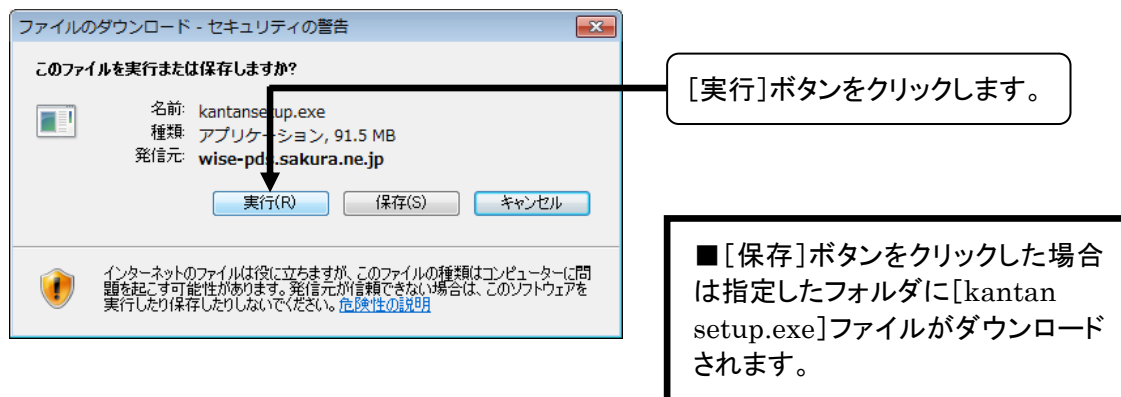 ファイルのダウンロード - セキュリティの警告
このファイルを実行または保存しますか?
名前: kantansetup.exe
種類: アプリケーション, 91.5 MB
発信元: wise-pds.sakura.ne.jp
実行(R) 保存(S) キャンセル
インターネットのファイルは役に立ちますが、このファイルの種類はコンピューターに問
題を起こす可能性があります。発信元が信頼できない場合は、このソフトウェアを
実行したり保存したりしないでください。危険性の説明
[実行]ボタンをクリックします。
■[保存]ボタンをクリックした場合
は指定したフォルダに[kantan
setup.exe]ファイルがダウンロード
されます。